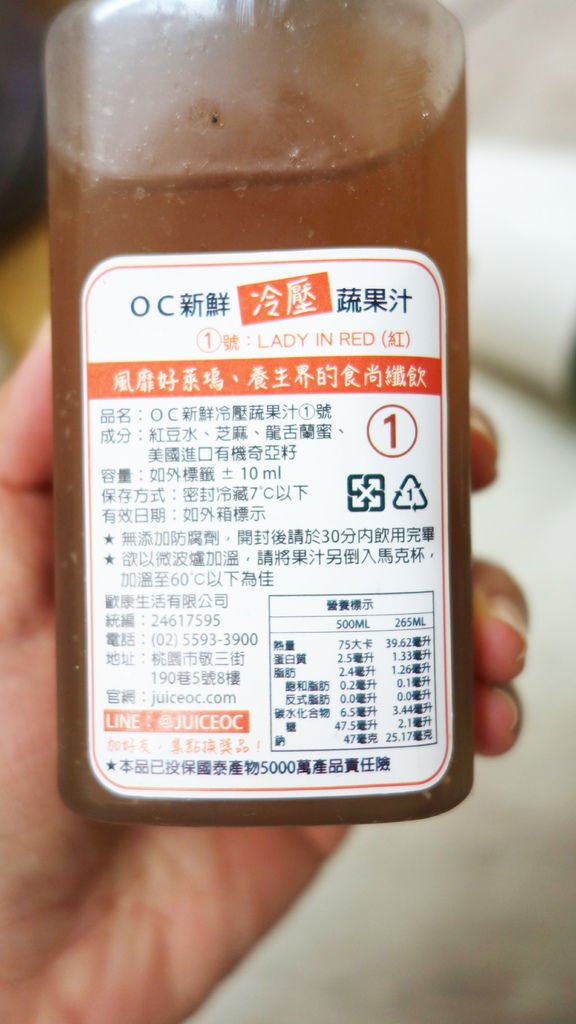 OC新鮮 冷壓 蔬果汁
①號：LADY IN RED (紅)
風靡好萊塢、養生界的食尚纖飲
品名：OC新鮮冷壓蔬果汁①號
成分：紅豆水、芝麻、龍舌蘭蜜、
美國進口有機奇亞籽
①
容量：如外標籤 ± 10 ml
保存方式：密封冷藏7°C以下
有效日期：如外箱標示
1
★ 無添加防腐劑，開封後請於30分內飲用完畢
★ 欲以微波爐加溫，請將果汁另倒入馬克杯，
加溫至60°C以下為佳
歐康生活有限公司
統編：24617595
電話：(02) 5593-3900
地址：桃園市敬三街
190巷5號8樓
官網：juiceoc.com
LINE：@JUICEOC
加好友，集點換獎品！
營養標示
500ML 265ML
熱量 75大卡 39.62毫升
蛋白質 2.5毫升 1.33毫升
脂肪 2.4毫升 1.26毫升
飽和脂肪 0.2毫升 0.1毫升
反式脂肪 0.0毫升 0.0毫升
碳水化合物 6.5毫升 3.44毫升
糖 47.5毫升 2.1毫升
鈉 47毫克 25.17毫克
★本品已投保國泰產物5000萬產品責任險